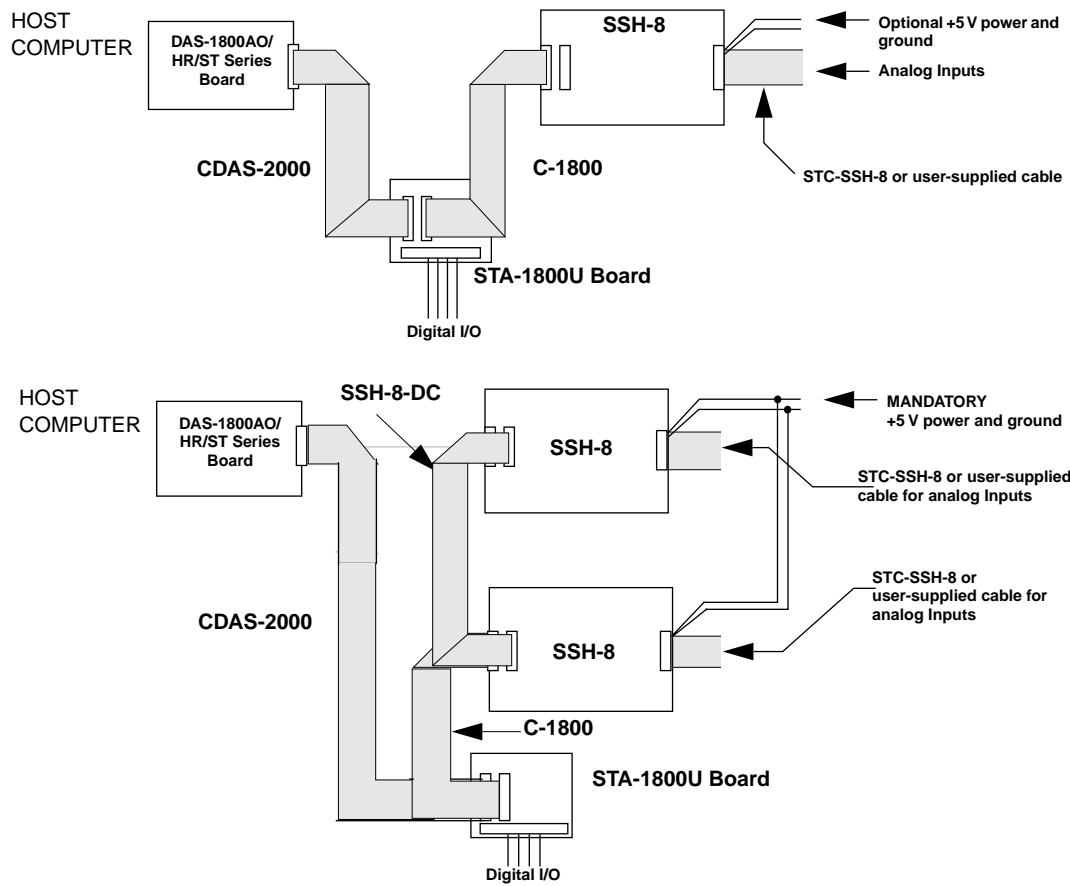 HOST
COMPUTER
DAS-1800AO/
HR/ST Series
Board
SSH-8
Optional +5 V power and
ground
Analog Inputs
CDAS-2000
C-1800
STC-SSH-8 or user-supplied cable
STA-1800U Board
Digital I/O
HOST
COMPUTER
SSH-8-DC
DAS-1800AO/
HR/ST Series
Board
MANDATORY
+5 V power and ground
SSH-8
STC-SSH-8 or user-supplied
cable for analog Inputs
STC-SSH-8 or
user-supplied cable for
analog Inputs
CDAS-2000
SSH-8
C-1800
STA-1800U Board
Digital I/O